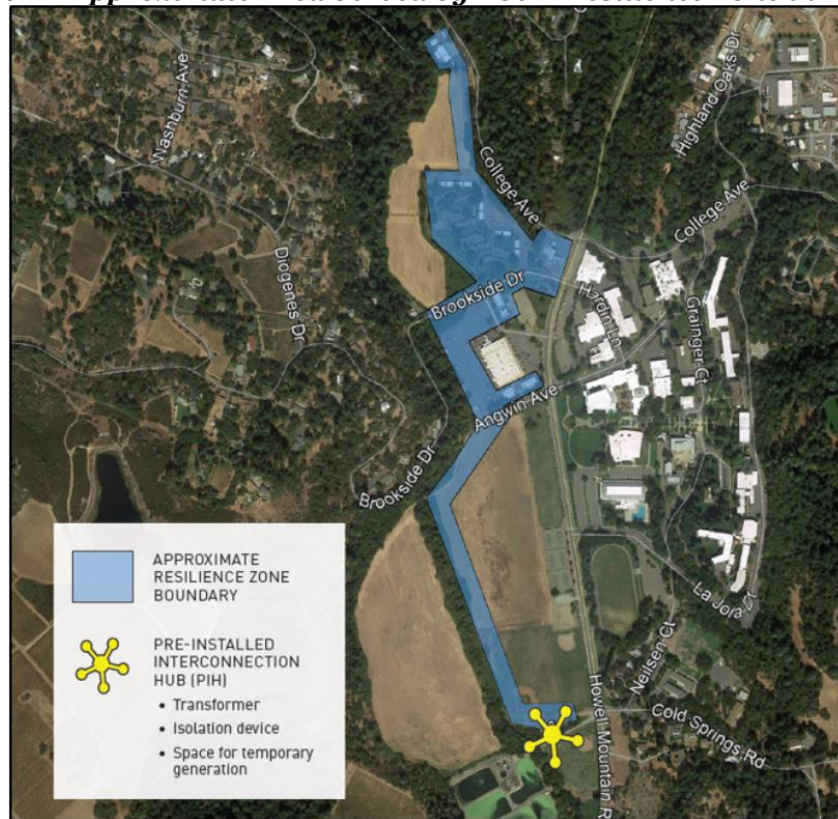 Approximate
Washburn Ave
Highland Oaks Dr
College Ave
College Ave
Diogenes Dr
Brookside Dr
Hardin Ln
Grainger Ct
Angwin Ave
Brookside Dr
La Jota Dr
Neilsen Ct
Howell Mountain R
Cold Springs Rd
APPROXIMATE
RESILIENCE ZONE
BOUNDARY
PRE-INSTALLED
INTERCONNECTION
HUB (PIH)
• Transformer
• Isolation device
• Space for temporary
generation